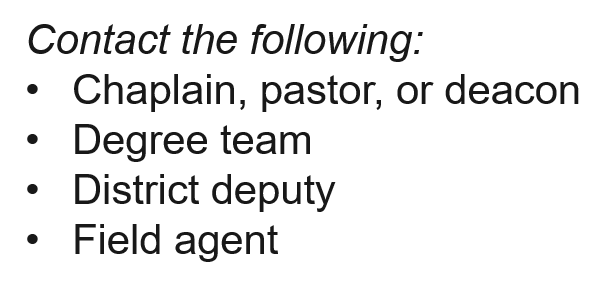 Contact the following:
• Chaplain, pastor, or deacon
• Degree team
• District deputy
• Field agent